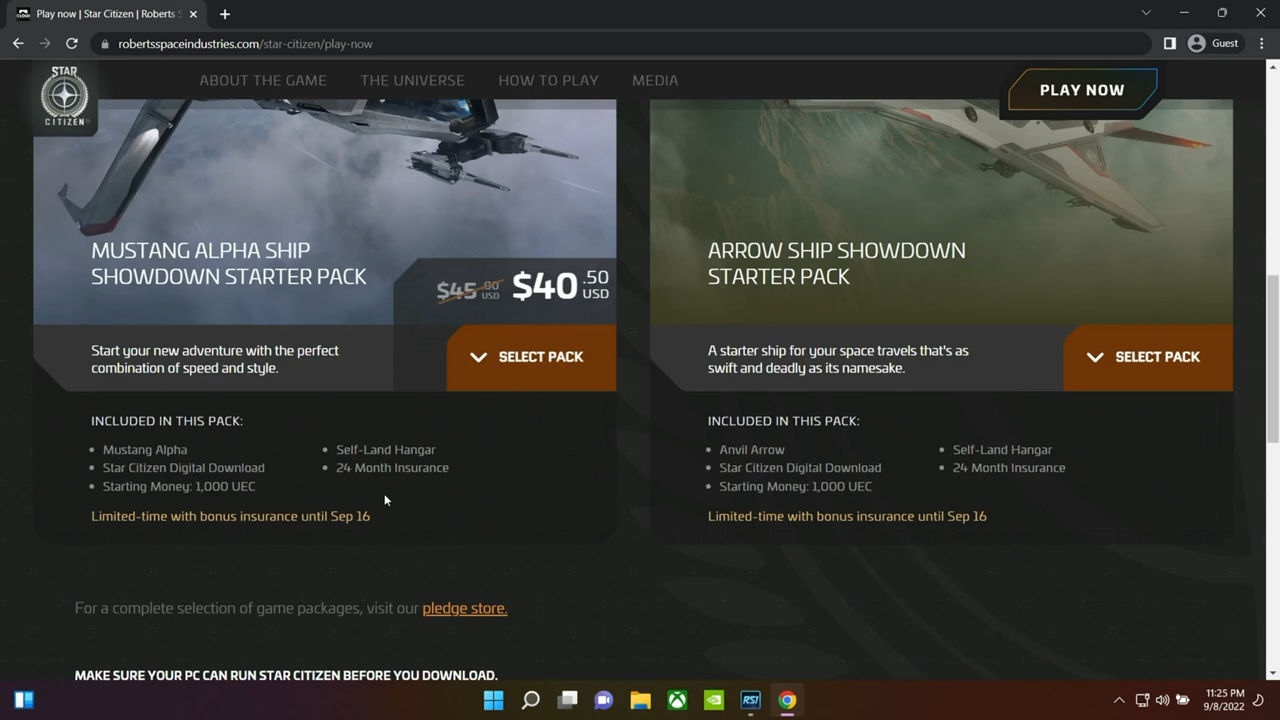 Play now | Star Citizen | Roberts S
robertsspaceindustries.com/star-citizen/play-now
Guest
STAR
CITIZEN
ABOUT THE GAME
THE UNIVERSE
HOW TO PLAY
MEDIA
PLAY NOW
MUSTANG ALPHA SHIP
SHOWDOWN STARTER PACK
$45.00 USD
$40.50 USD
Start your new adventure with the perfect
combination of speed and style.
SELECT PACK
INCLUDED IN THIS PACK:
Mustang Alpha
Star Citizen Digital Download
Starting Money: 1,000 UEC
Self-Land Hangar
24 Month Insurance
Limited-time with bonus insurance until Sep 16
ARROW SHIP SHOWDOWN
STARTER PACK
A starter ship for your space travels that's as
swift and deadly as its namesake.
SELECT PACK
INCLUDED IN THIS PACK:
Anvil Arrow
Star Citizen Digital Download
Starting Money: 1,000 UEC
Self-Land Hangar
24 Month Insurance
Limited-time with bonus insurance until Sep 16
For a complete selection of game packages, visit our pledge store.
MAKE SURE YOUR PC CAN RUN STAR CITIZEN BEFORE YOU DOWNLOAD.
RSI
11:25 PM
9/8/2022